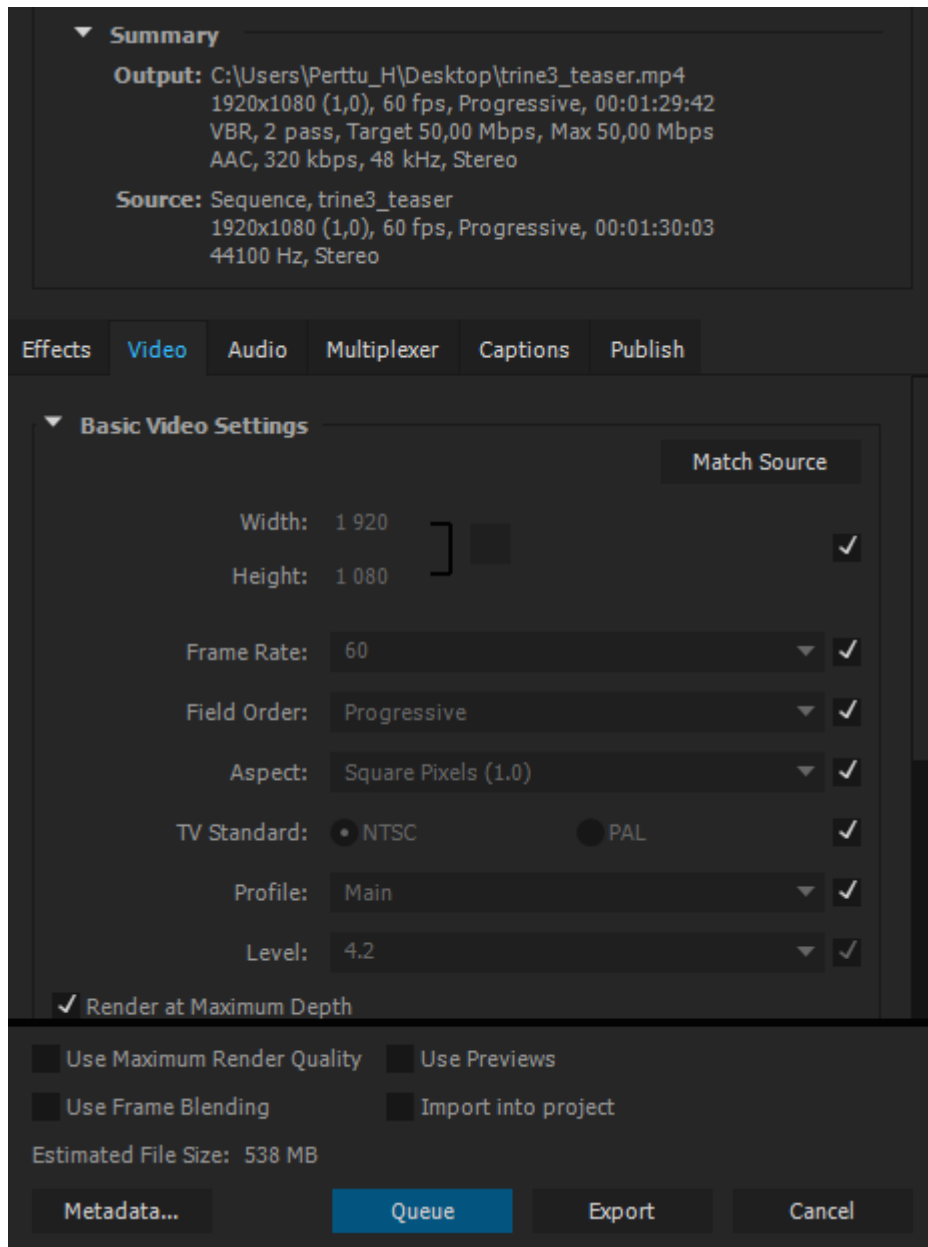 Summary
Output: C:\Users\Perttu_H\Desktop\trine3_teaser.mp4
1920x1080 (1,0), 60 fps, Progressive, 00:01:29:42
VBR, 2 pass, Target 50,00 Mbps, Max 50,00 Mbps
AAC, 320 kbps, 48 kHz, Stereo
Source: Sequence, trine3_teaser
1920x1080 (1,0), 60 fps, Progressive, 00:01:30:03
44100 Hz, Stereo
Effects Video Audio Multiplexer Captions Publish
Basic Video Settings
Match Source
Width: 1 920
Height: 1 080
Frame Rate: 60
Field Order: Progressive
Aspect: Square Pixels (1.0)
TV Standard: NTSC PAL
Profile: Main
Level: 4.2
Render at Maximum Depth
Use Maximum Render Quality Use Previews
Use Frame Blending Import into project
Estimated File Size: 538 MB
Metadata... Queue Export Cancel